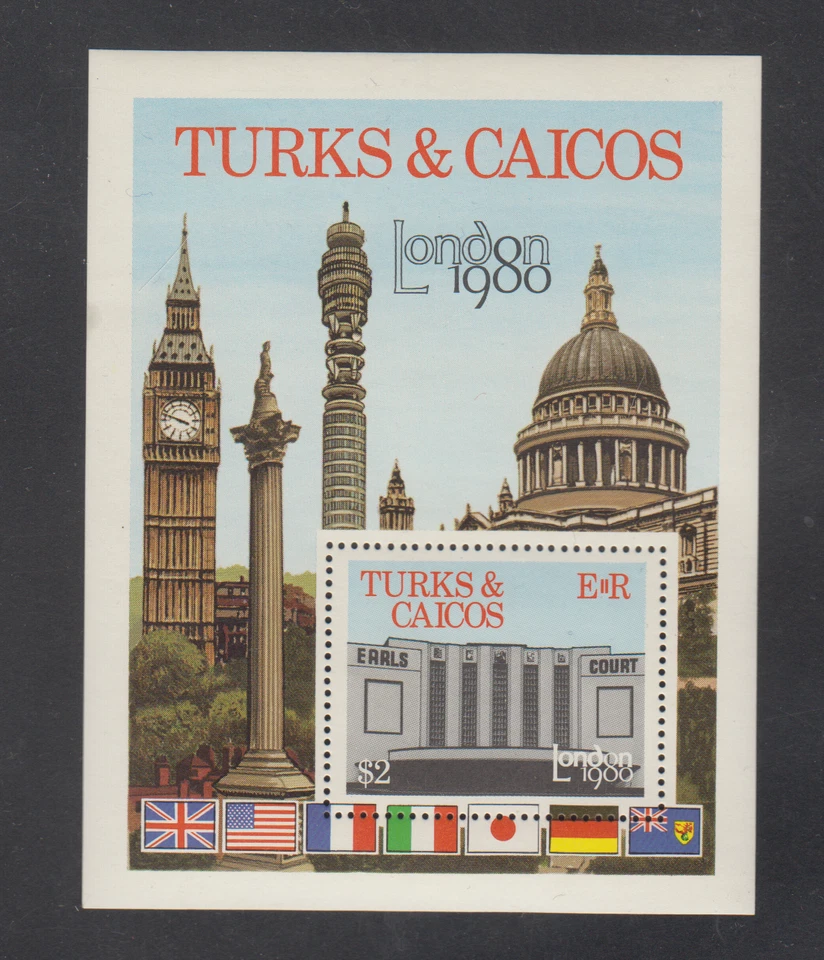 TURKS & CAICOS
London
1980
TURKS &
CAICOS
EIIR
EARLS
COURT
$2
London
1980